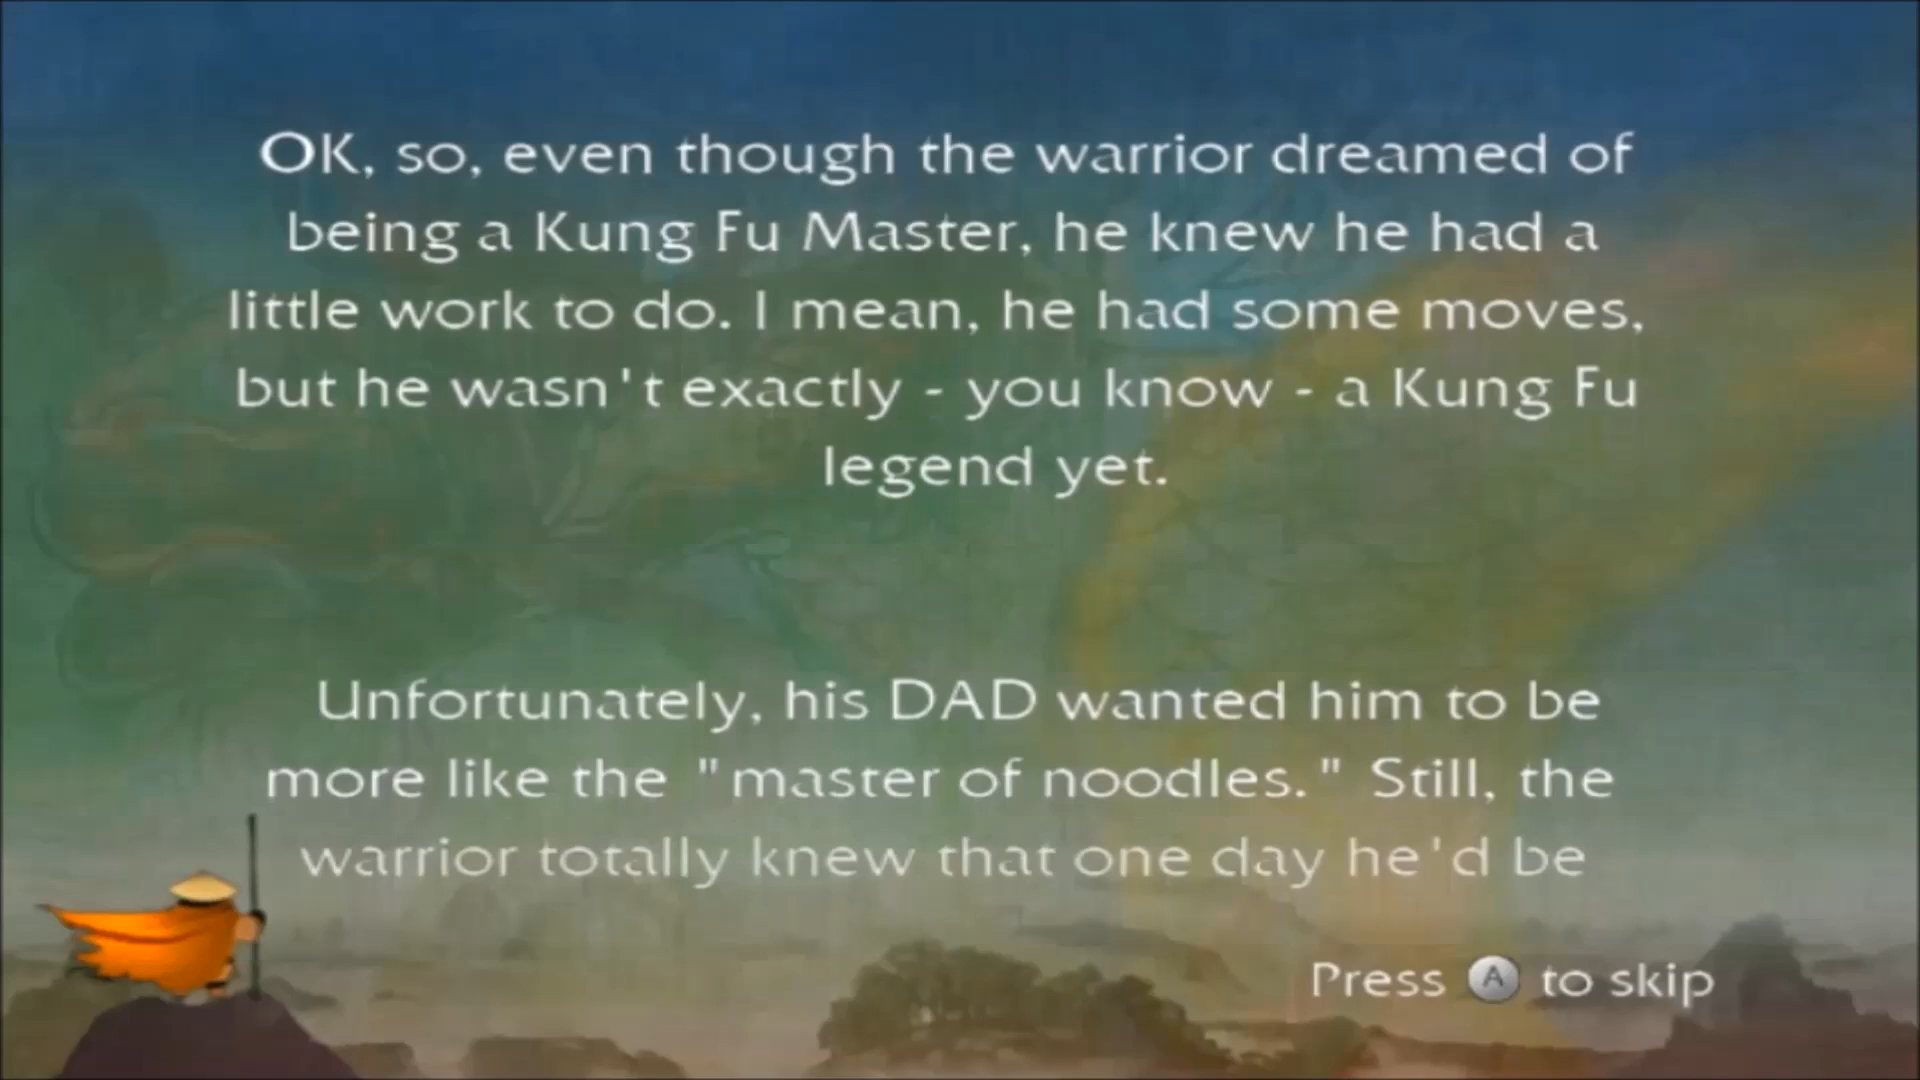 OK, so, even though the warrior dreamed of
being a Kung Fu Master, he knew he had a
little work to do. I mean, he had some moves,
but he wasn't exactly - you know - a Kung Fu
legend yet.
Unfortunately, his DAD wanted him to be
more like the "master of noodles." Still, the
warrior totally knew that one day he'd be
Press A to skip